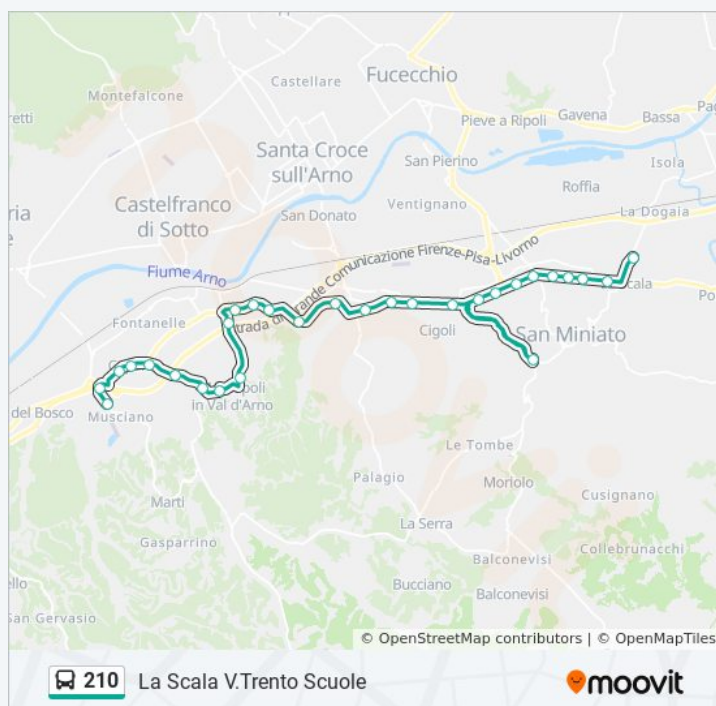 Fucecchio
Castellare
Montefalcone
Gavena
Bassa
Pieve a Ripoli
Santa Croce
sull'Arno
San Pierino
Isola
Roffia
Castelfranco
di Sotto
Ventignano
San Donato
La Dogaia
Fiume Arno
Strada di Grande Comunicazione Firenze-Pisa-Livorno
Fontanelle
Cigoli
San Miniato
in Val d'Arno
del Bosco
Musciano
Le Tombe
Palagio
Moriolo
Cusignano
Marti
La Serra
Gasparrino
Balconevisi
Collebrunacchi
Bucciano
Balconevisi
San Gervasio
© OpenStreetMap contributors | © OpenMapTiles
210 La Scala V.Trento Scuole
moovit